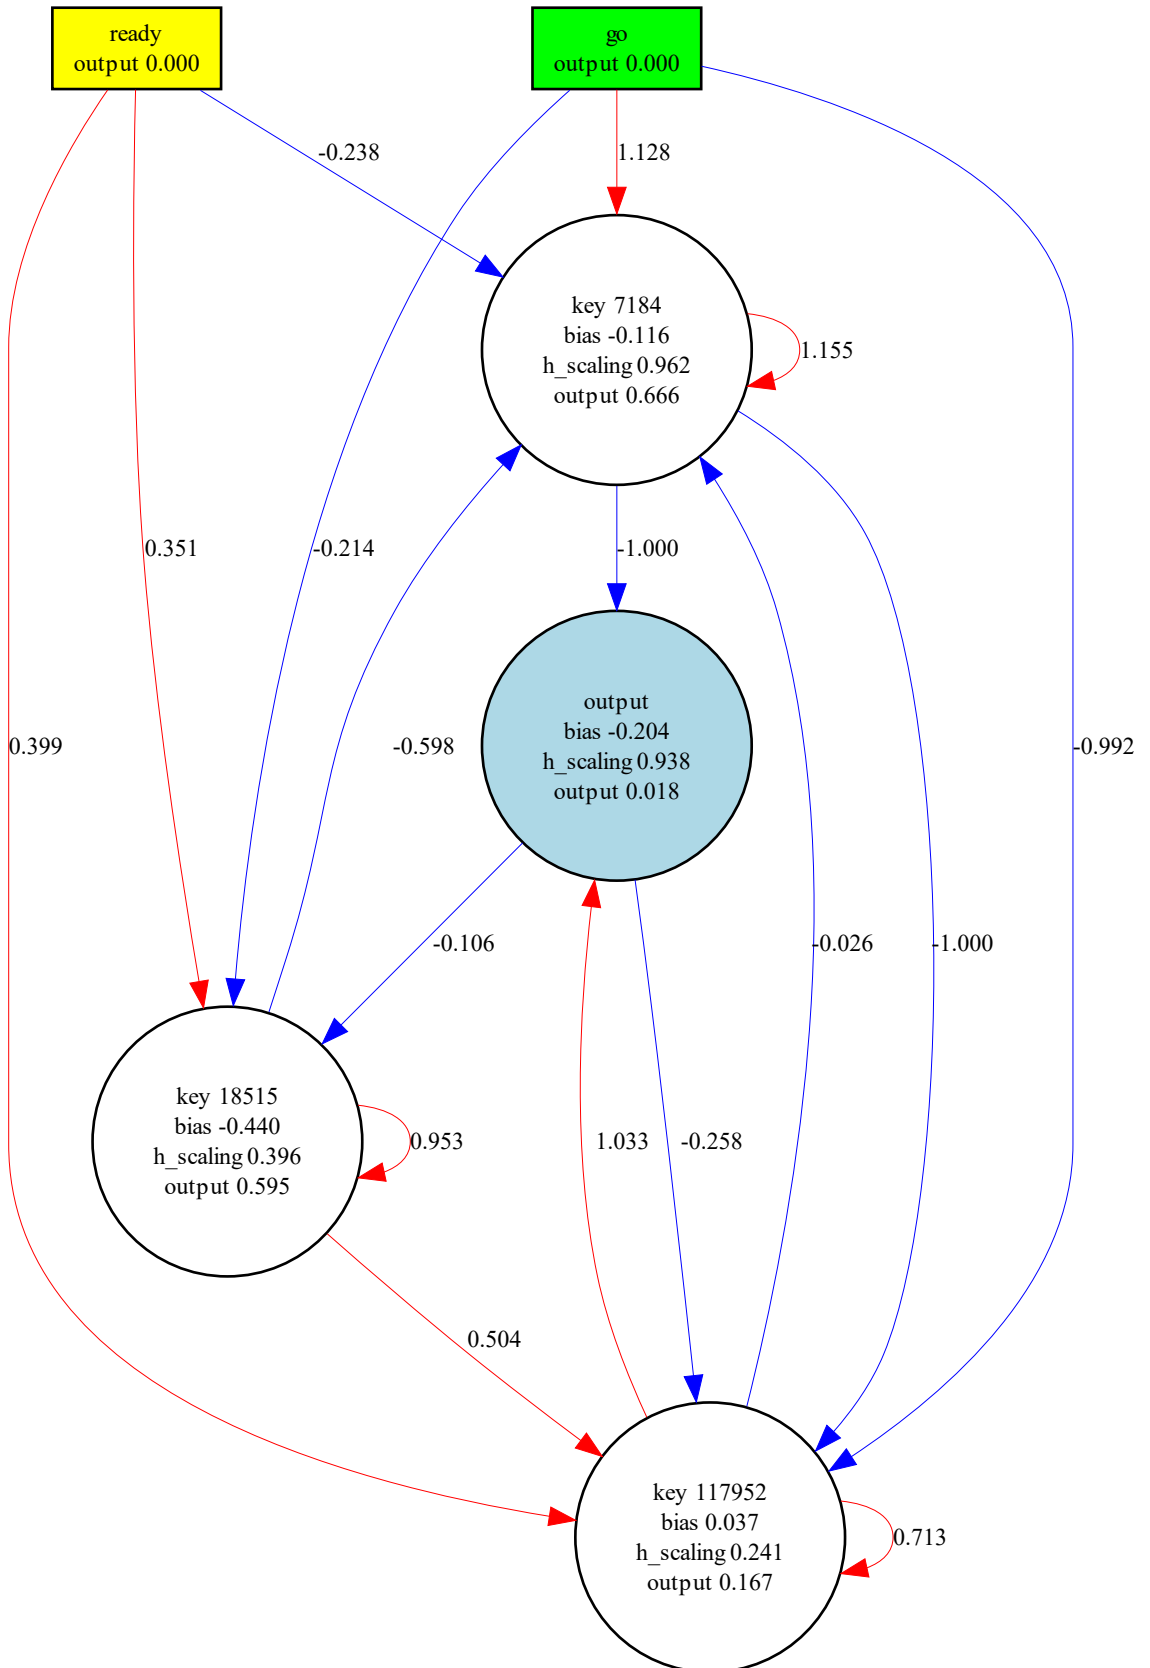 ready
output 0.000
go
output 0.000
-0.238
1.128
key 7184
bias -0.116
h_scaling 0.962
output 0.666
1.155
0.351
-0.214
-1.000
output
bias -0.204
h_scaling 0.938
output 0.018
0.399
-0.598
-0.992
-0.106
-0.026
-1.000
key 18515
bias -0.440
h_scaling 0.396
output 0.595
0.953
1.033
-0.258
0.504
key 117952
bias 0.037
h_scaling 0.241
output 0.167
0.713